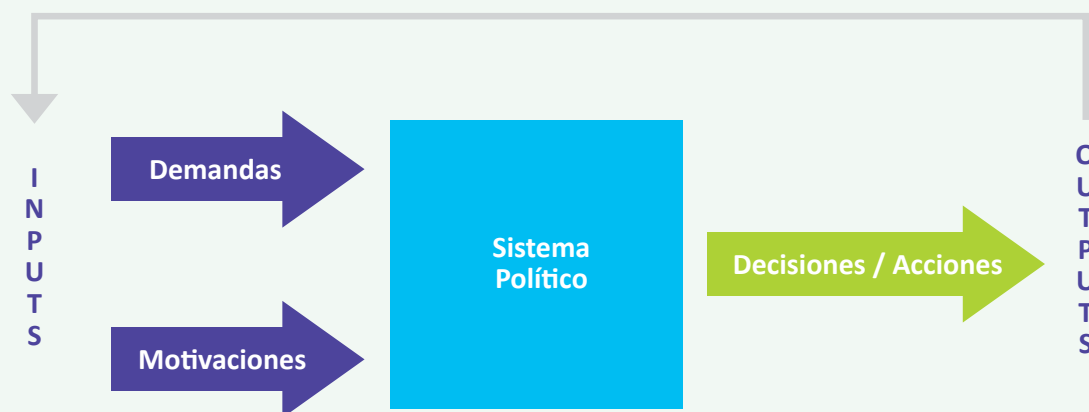 INPUTS
Demandas
Motivaciones
Sistema
Político
Decisiones / Acciones
OUTPUTS